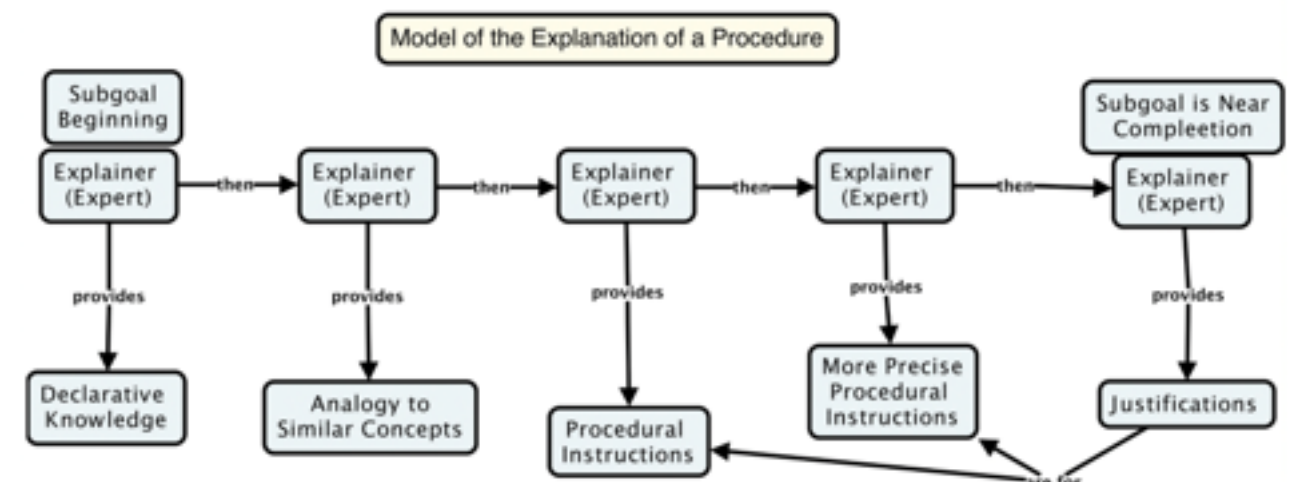 Model of the Explanation of a Procedure
Subgoal
Beginning
Subgoal is Near
Compleetion
Explainer
(Expert)
then
Explainer
(Expert)
then
Explainer
(Expert)
then
Explainer
(Expert)
then
Explainer
(Expert)
provides
provides
provides
provides
provides
Declarative
Knowledge
Analogy to
Similar Concepts
Procedural
Instructions
More Precise
Procedural
Instructions
Justifications